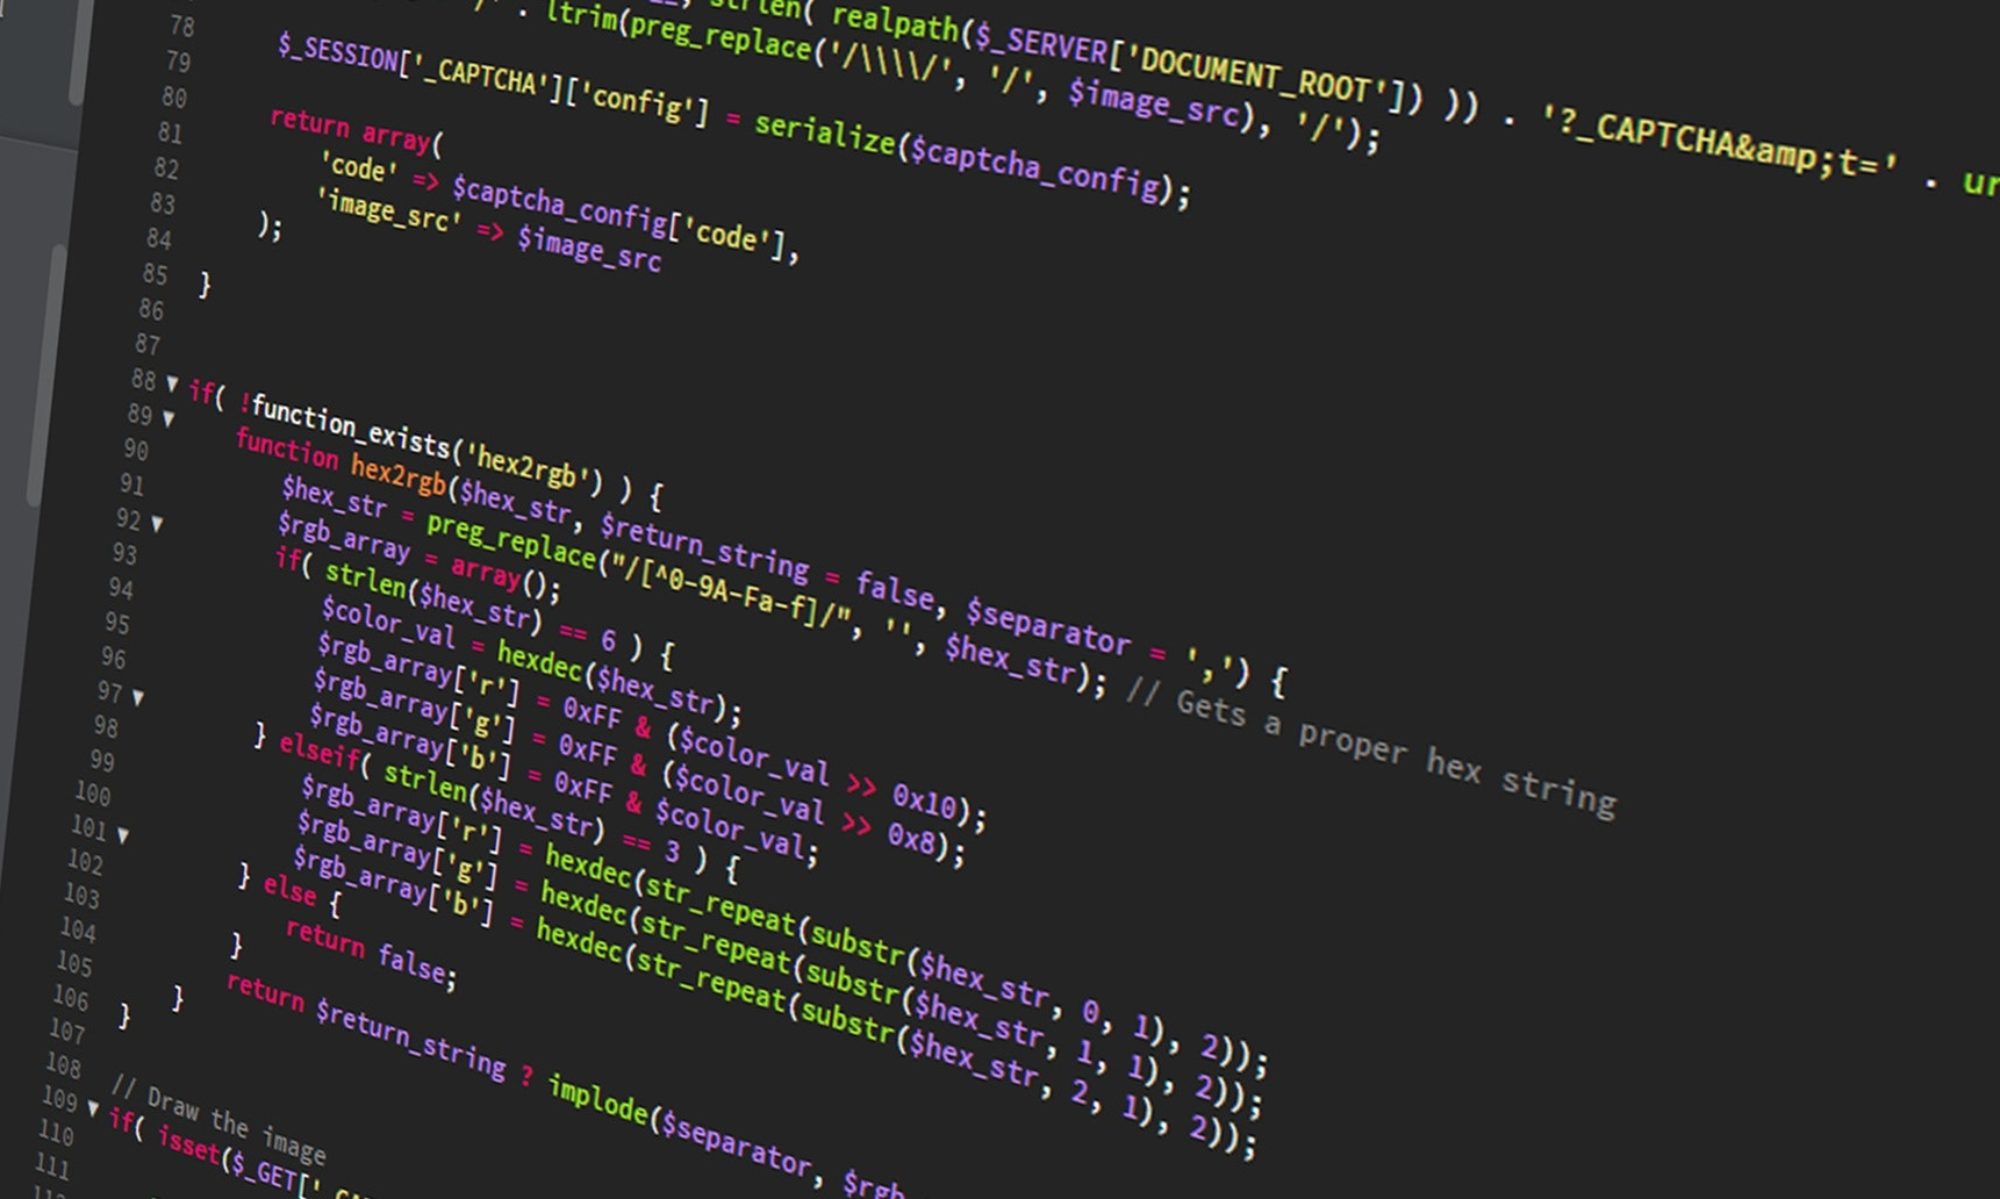 strlen( realpath($_SERVER['DOCUMENT_ROOT']) )) . '?_CAPTCHA&amp;t=' .
78 '/' . ltrim(preg_replace('/\\\\/', '/', $image_src), '/');
79 $_SESSION['_CAPTCHA']['config'] = serialize($captcha_config);
80
81 return array(
82 'code' => $captcha_config['code'],
83 'image_src' => $image_src
84 );
85 }
86
87
88 if( !function_exists('hex2rgb') ) {
89 function hex2rgb($hex_str, $return_string = false, $separator = ',') {
90 $hex_str = preg_replace("/[^0-9A-Fa-f]/", '', $hex_str); // Gets a proper hex string
91 $rgb_array = array();
92 if( strlen($hex_str) == 6 ) {
93 $color_val = hexdec($hex_str);
94 $rgb_array['r'] = 0xFF & ($color_val >> 0x10);
95 $rgb_array['g'] = 0xFF & ($color_val >> 0x8);
96 $rgb_array['b'] = 0xFF & $color_val;
97 } elseif( strlen($hex_str) == 3 ) {
98 $rgb_array['r'] = hexdec(str_repeat(substr($hex_str, 0, 1), 2));
99 $rgb_array['g'] = hexdec(str_repeat(substr($hex_str, 1, 1), 2));
100 $rgb_array['b'] = hexdec(str_repeat(substr($hex_str, 2, 1), 2));
101 } else {
102 return false;
103 }
104 return $return_string ? implode($separator,
105 }
106 }
107
108 // Draw the image
109 if( isset($_GET['
110
111